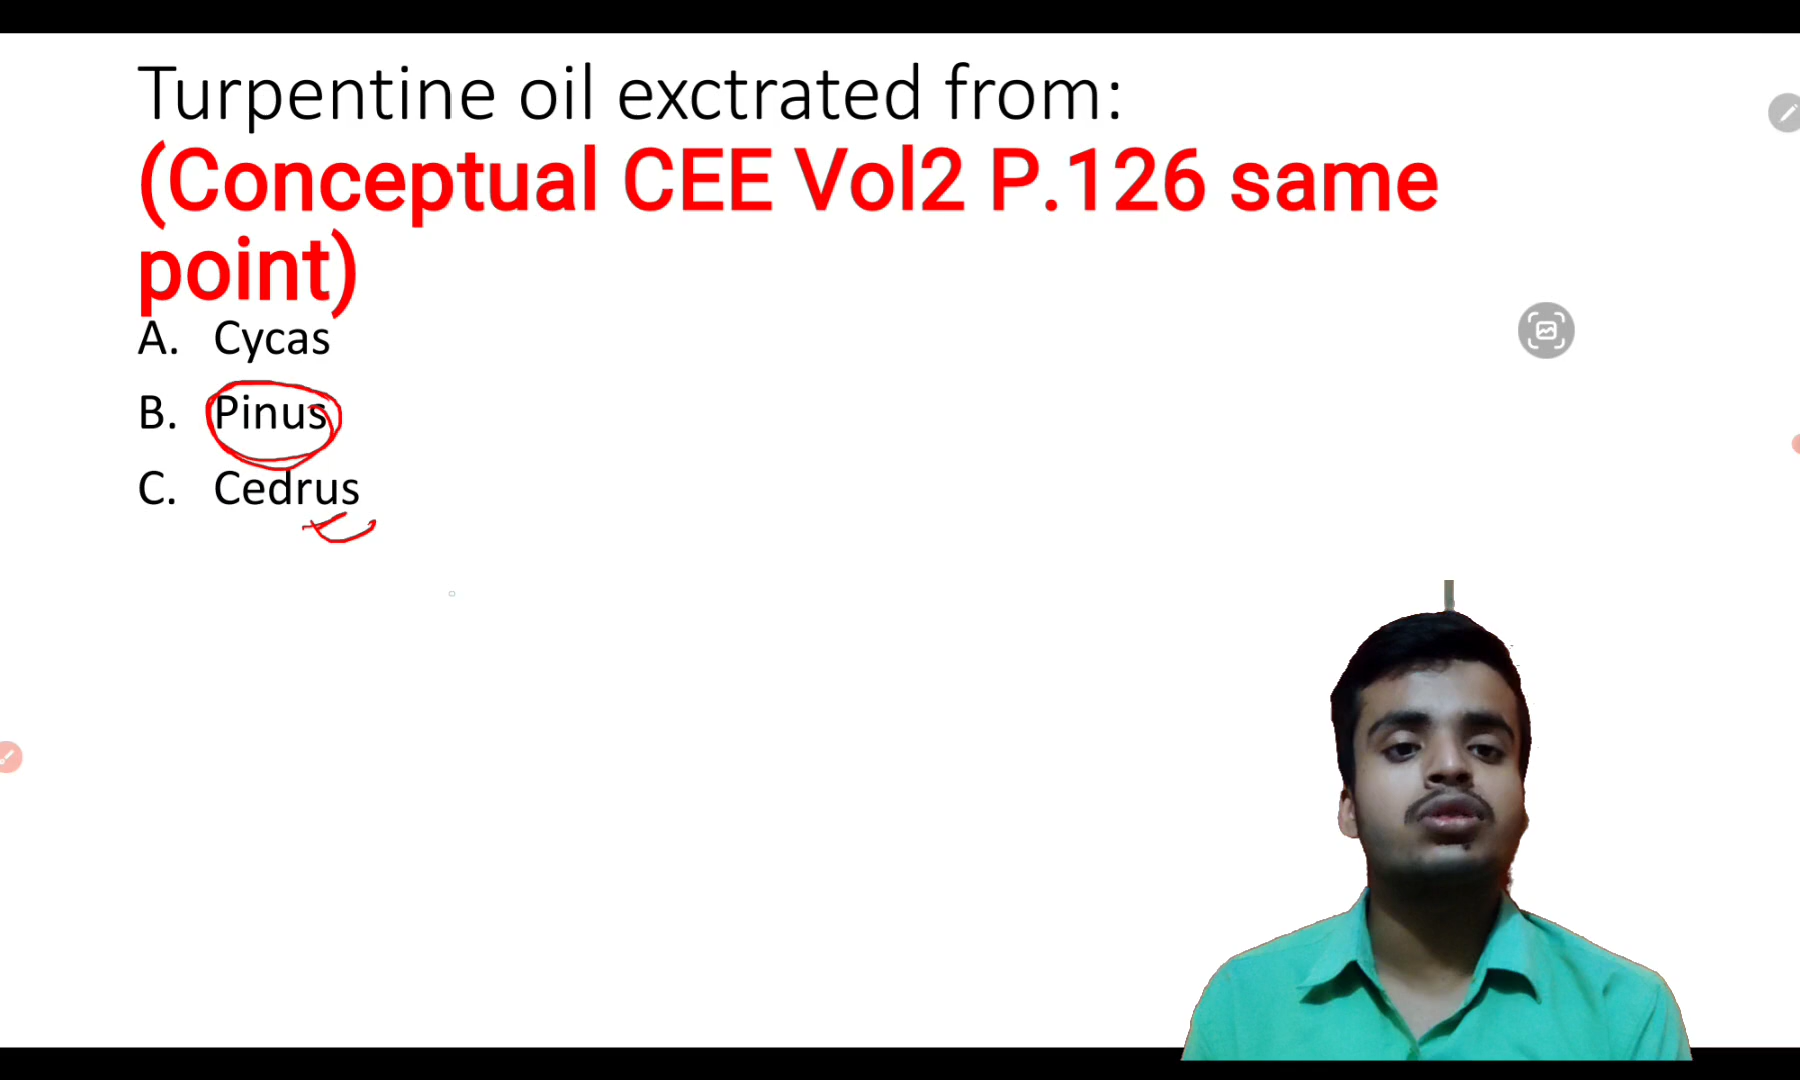 Turpentine oil exctrated from:
(Conceptual CEE Vol2 P.126 same
point)
A. Cycas
B. Pinus
C. Cedrus